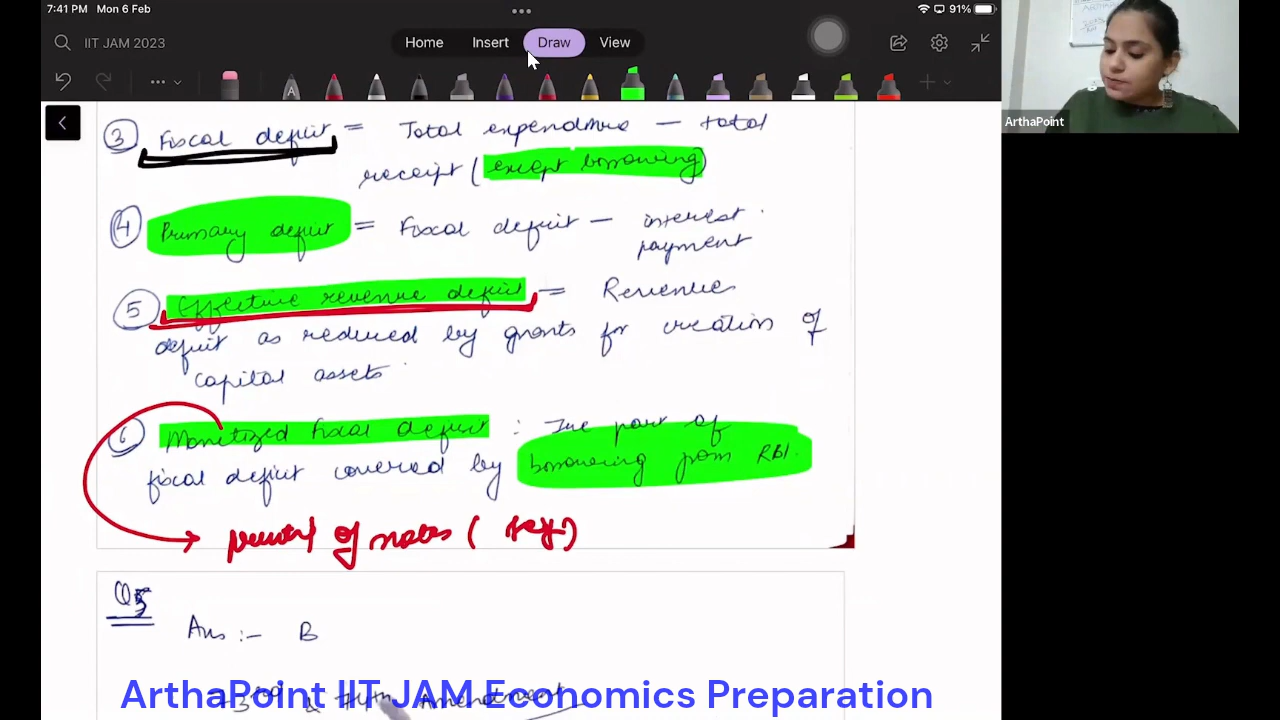 7:41 PM Mon 6 Feb
91%
IIT JAM 2023
Home Insert Draw View
A
ArthaPoint
③ Fiscal deficit = Total expenditure – total
receipt (except borrowing)
④ Primary deficit = Fiscal deficit – interest
payment
⑤ Effective revenue deficit = Revenue
deficit as reduced by grants for creation of
capital assets
⑥ Monetized fiscal deficit : The part of
fiscal deficit covered by borrowing from RBI.
→ of notes (
Q5
Ans :- B
73rd & 74th Amendment
ArthaPoint IIT JAM Economics Preparation